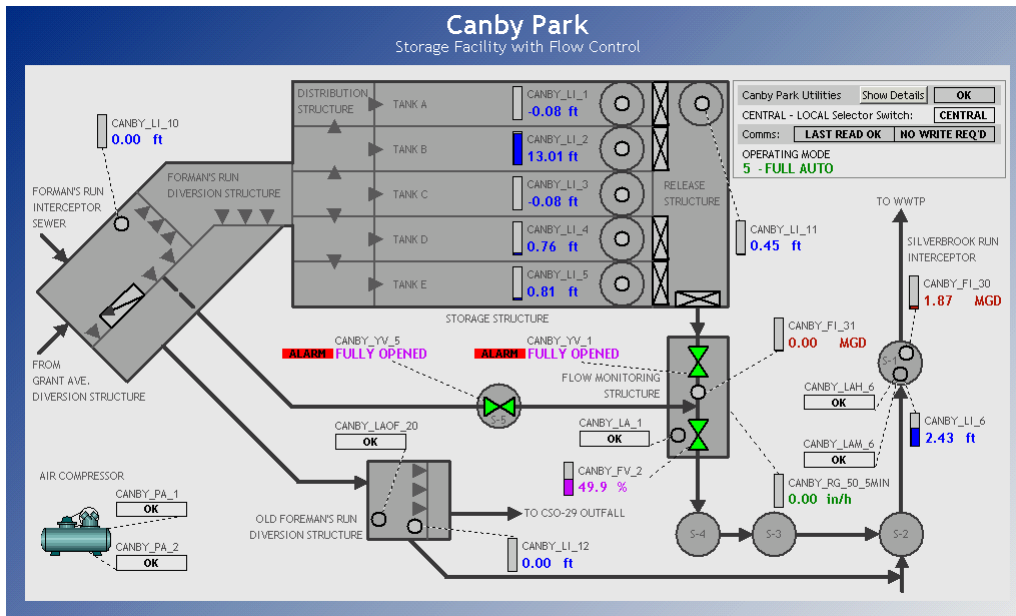 Canby Park
Storage Facility with Flow Control
DISTRIBUTION
STRUCTURE
TANK A
CANBY_LI_1
-0.08 ft
TANK B
CANBY_LI_2
13.01 ft
TANK C
CANBY_LI_3
-0.08 ft
TANK D
CANBY_LI_4
0.76 ft
TANK E
CANBY_LI_5
0.81 ft
RELEASE
STRUCTURE
STORAGE STRUCTURE
Canby Park Utilities Show Details OK
CENTRAL - LOCAL Selector Switch: CENTRAL
Comms: LAST READ OK NO WRITE REQ'D
OPERATING MODE
5 - FULL AUTO
CANBY_LI_10
0.00 ft
FORMAN'S RUN
DIVERSION STRUCTURE
FORMAN'S
RUN
INTERCEPTOR
SEWER
FROM
GRANT AVE.
DIVERSION STRUCTURE
CANBY_LI_11
0.45 ft
TO WWTP
SILVERBROOK RUN
INTERCEPTOR
CANBY_FI_30
1.87 MGD
CANBY_FI_31
0.00 MGD
CANBY_YV_5
ALARM FULLY OPENED
CANBY_YV_1
ALARM FULLY OPENED
FLOW MONITORING
STRUCTURE
S-5
S-1
CANBY_LAH_6
OK
CANBY_LI_6
2.43 ft
CANBY_LAM_6
OK
CANBY_LA_1
OK
CANBY_FV_2
49.9 %
CANBY_RG_50_5MIN
0.00 in/h
CANBY_LAOF_20
OK
AIR COMPRESSOR
CANBY_PA_1
OK
CANBY_PA_2
OK
OLD FOREMAN'S RUN
DIVERSION STRUCTURE
TO CSO-29 OUTFALL
CANBY_LI_12
0.00 ft
S-4
S-3
S-2